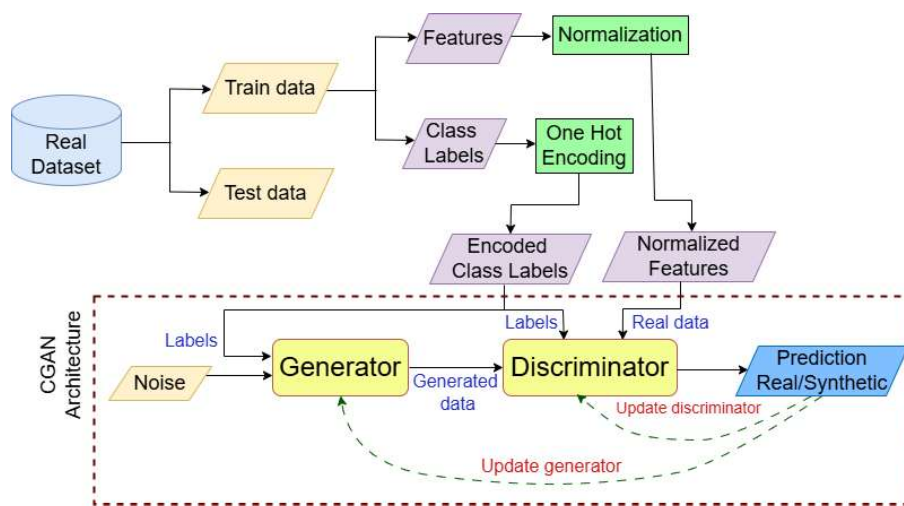 Features
Normalization
Train data
Real
Dataset
Class
Labels
One Hot
Encoding
Test data
Encoded
Class Labels
Normalized
Features
CGAN
Architecture
Labels
Labels
Real data
Noise
Generator
Generated
data
Discriminator
Prediction
Real/Synthetic
Update discriminator
Update generator